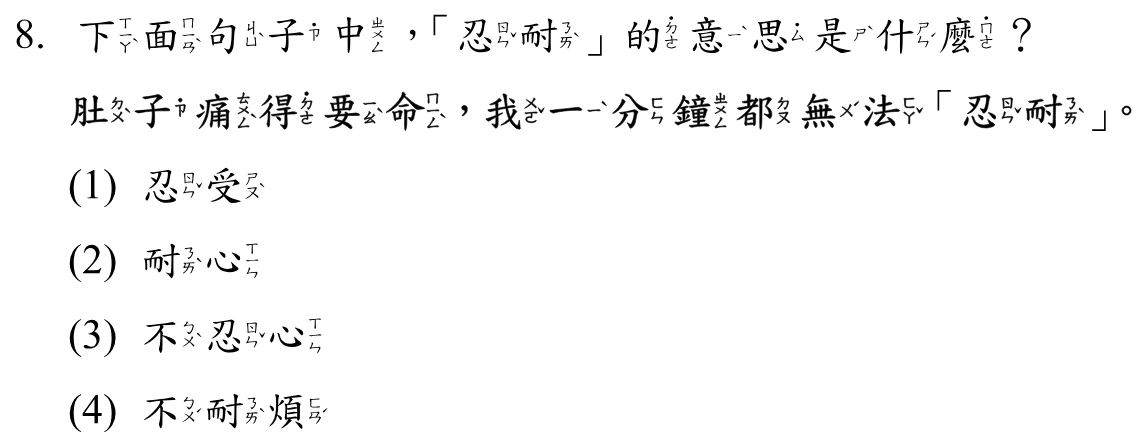 8. 下面句子中，「忍耐」的意思是什麼？
肚子痛得要命，我一分鐘都無法「忍耐」。
(1) 忍受
(2) 耐心
(3) 不忍心
(4) 不耐煩